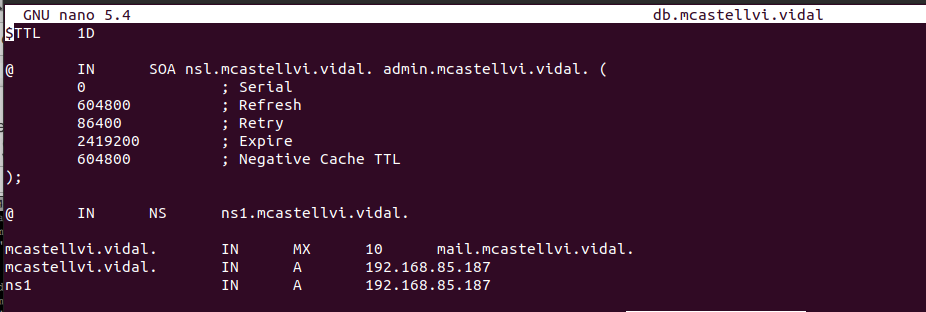 GNU nano 5.4 db.mcastellvi.vidal
$TTL 1D
@ IN SOA nsl.mcastellvi.vidal. admin.mcastellvi.vidal. (
0 ; Serial
604800 ; Refresh
86400 ; Retry
2419200 ; Expire
604800 ; Negative Cache TTL
);
@ IN NS ns1.mcastellvi.vidal.
mcastellvi.vidal. IN MX 10 mail.mcastellvi.vidal.
mcastellvi.vidal. IN A 192.168.85.187
ns1 IN A 192.168.85.187